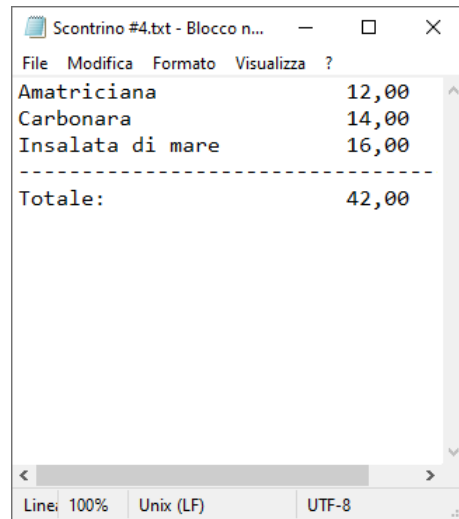 Scontrino #4.txt - Blocco n...
File Modifica Formato Visualizza ?
Amatriciana 12,00
Carbonara 14,00
Insalata di mare 16,00
---------------------------------
Totale: 42,00
100% Unix (LF) UTF-8